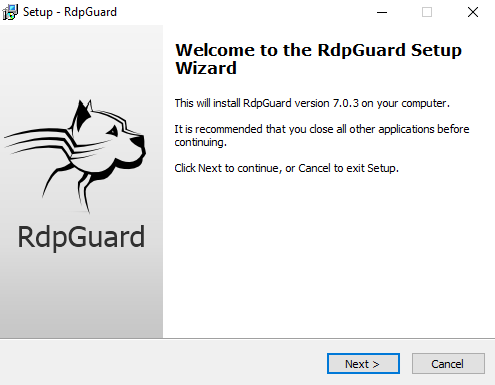 Setup - RdpGuard
Welcome to the RdpGuard Setup
Wizard
This will install RdpGuard version 7.0.3 on your computer.
It is recommended that you close all other applications before
continuing.
Click Next to continue, or Cancel to exit Setup.
RdpGuard
Next >
Cancel